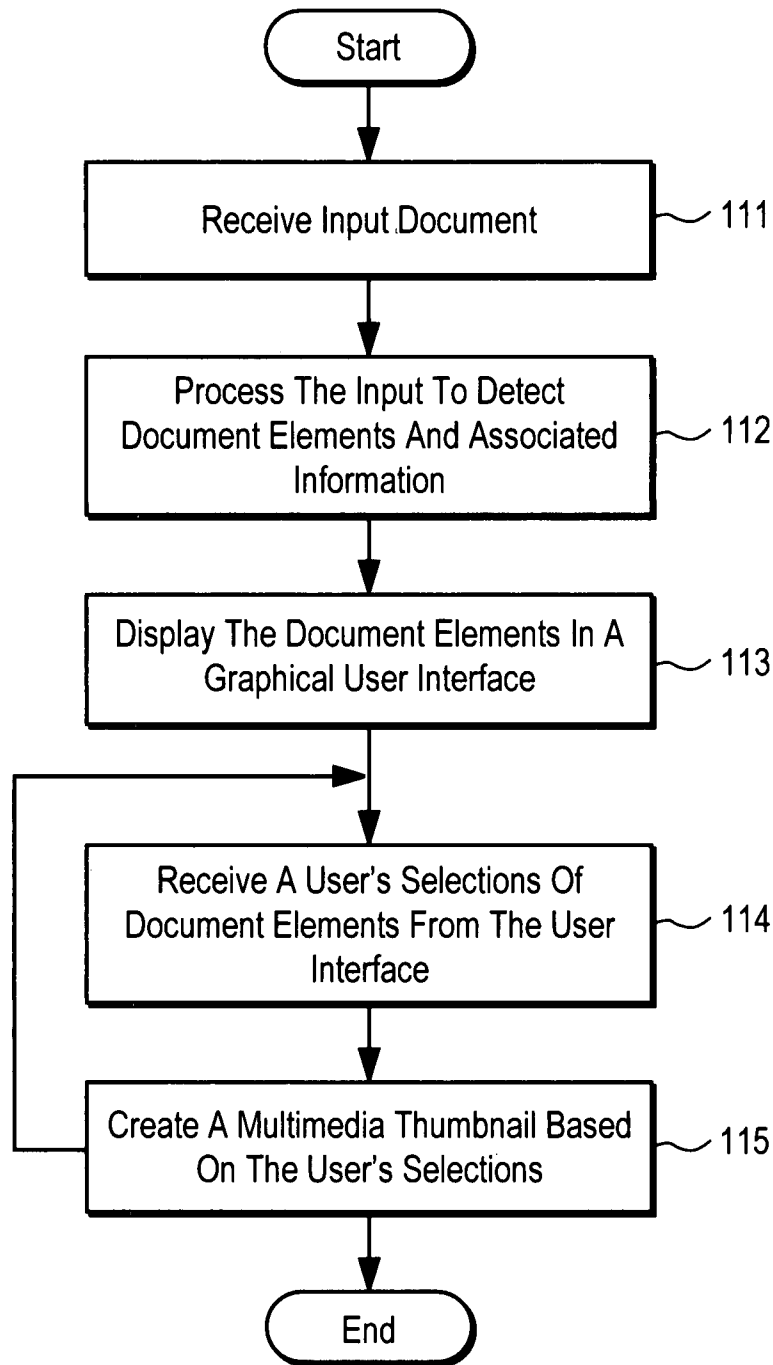 Start
Receive Input Document
111
Process The Input To Detect
Document Elements And Associated
Information
112
Display The Document Elements In A
Graphical User Interface
113
Receive A User's Selections Of
Document Elements From The User
Interface
114
Create A Multimedia Thumbnail Based
On The User's Selections
115
End